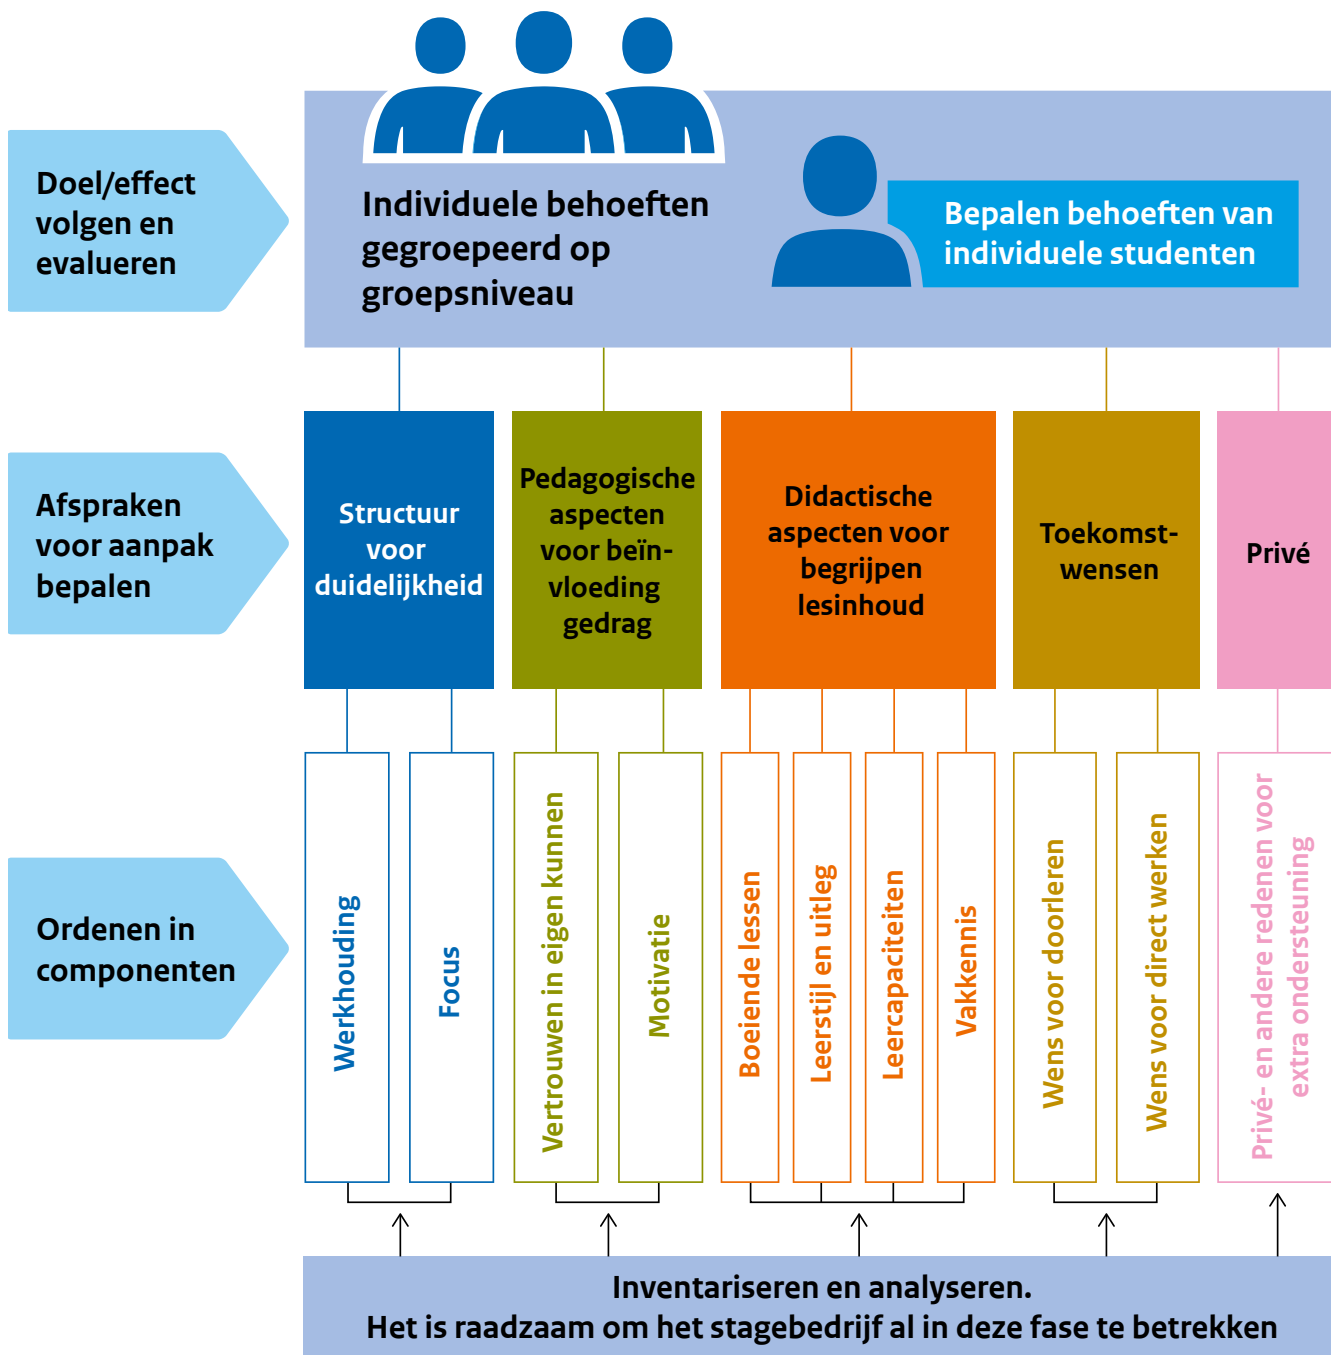 Doel/effect
volgen en
evalueren
Individuele behoeften
gegroepeerd op
groepsniveau
Bepalen behoeften van
individuele studenten
Afspraken
voor aanpak
bepalen
Structuur
voor
duidelijkheid
Pedagogische
aspecten
voor beïn-
vloeding
gedrag
Didactische
aspecten voor
begrijpen
lesinhoud
Toekomst-
wensen
Privé
Ordenen in
componenten
Werkhouding
Focus
Vertrouwen in eigen kunnen
Motivatie
Boeiende lessen
Leerstijl en uitleg
Leercapaciteiten
Vakkennis
Wens voor doorleren
Wens voor direct werken
Privé- en andere redenen voor
extra ondersteuning
Inventariseren en analyseren.
Het is raadzaam om het stagebedrijf al in deze fase te betrekken